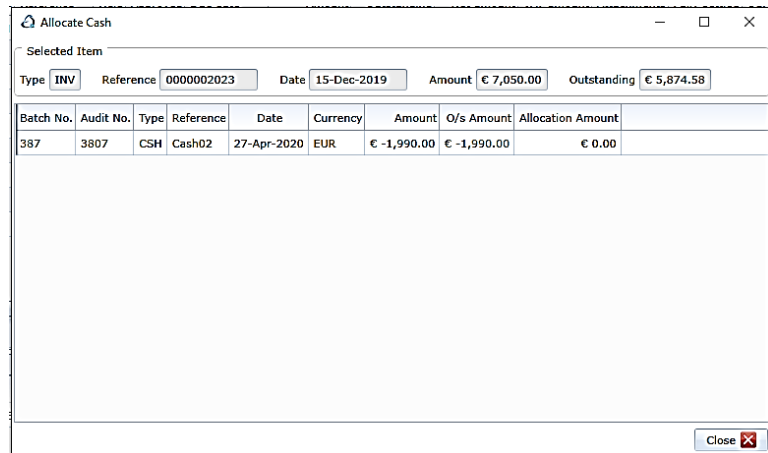 Allocate Cash
Selected Item
Type INV Reference 0000002023 Date 15-Dec-2019 Amount € 7,050.00 Outstanding € 5,874.58
Batch No. Audit No. Type Reference Date Currency Amount O/s Amount Allocation Amount
387 3807 CSH Cash02 27-Apr-2020 EUR € -1,990.00 € -1,990.00 € 0.00
Close